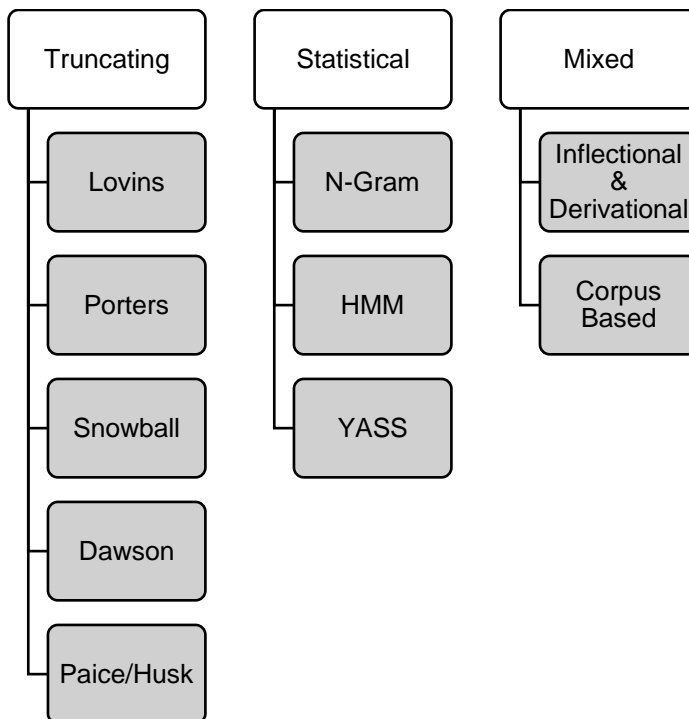 Truncating
Lovins
Porters
Snowball
Dawson
Paice/Husk
Statistical
N-Gram
HMM
YASS
Mixed
Inflectional
&
Derivational
Corpus
Based